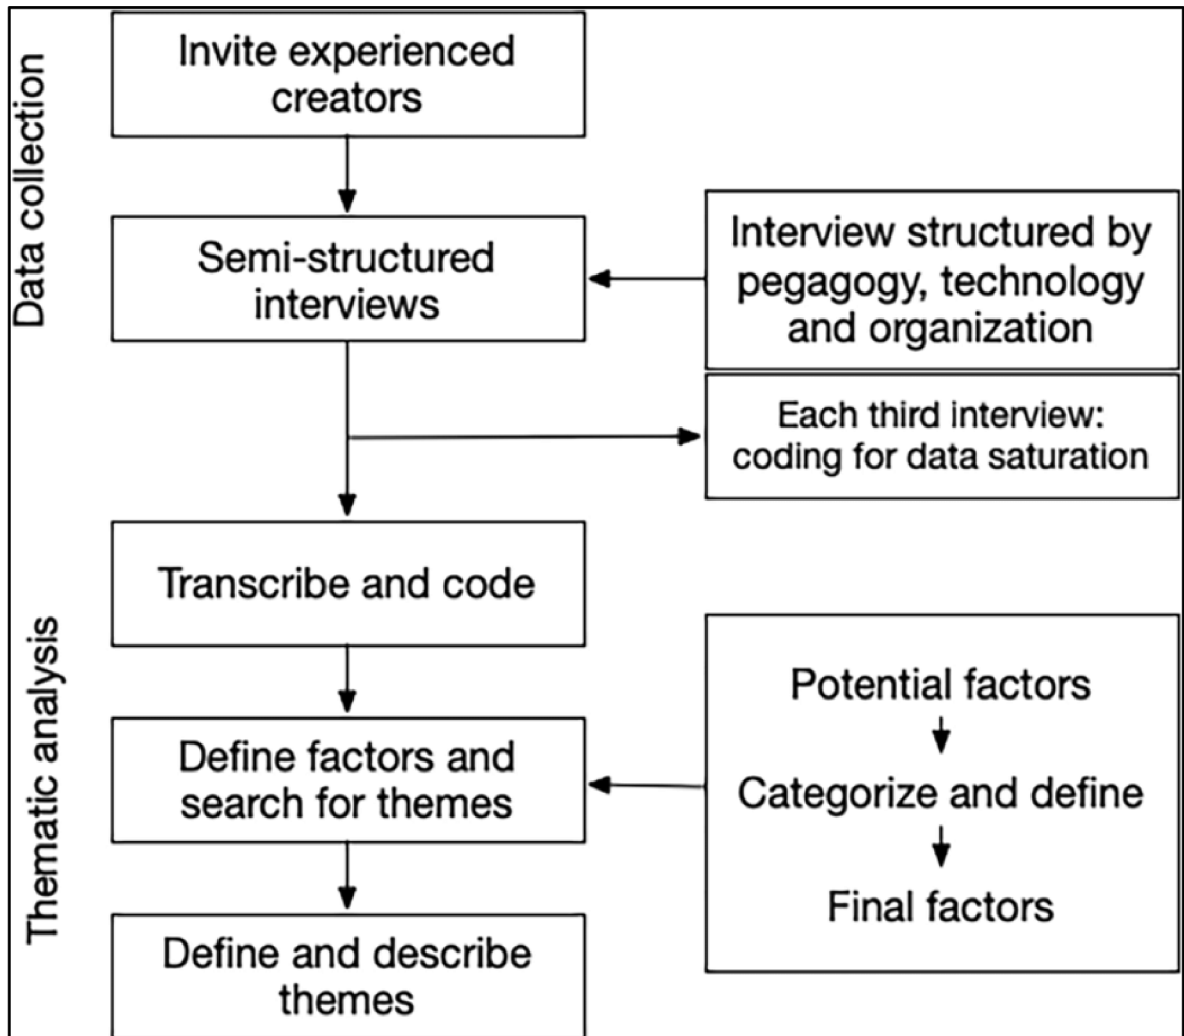 Data collection
Invite experienced
creators
Semi-structured
interviews
Interview structured by
pegagogy, technology
and organization
Each third interview:
coding for data saturation
Thematic analysis
Transcribe and code
Define factors and
search for themes
Potential factors
Categorize and define
Final factors
Define and describe
themes